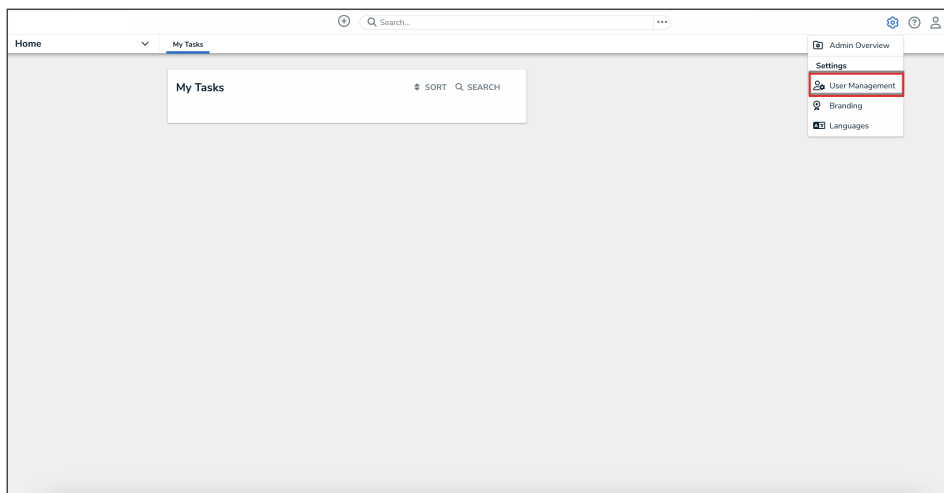 Search...
Home
My Tasks
Admin Overview
Settings
My Tasks
SORT
SEARCH
User Management
Branding
Languages